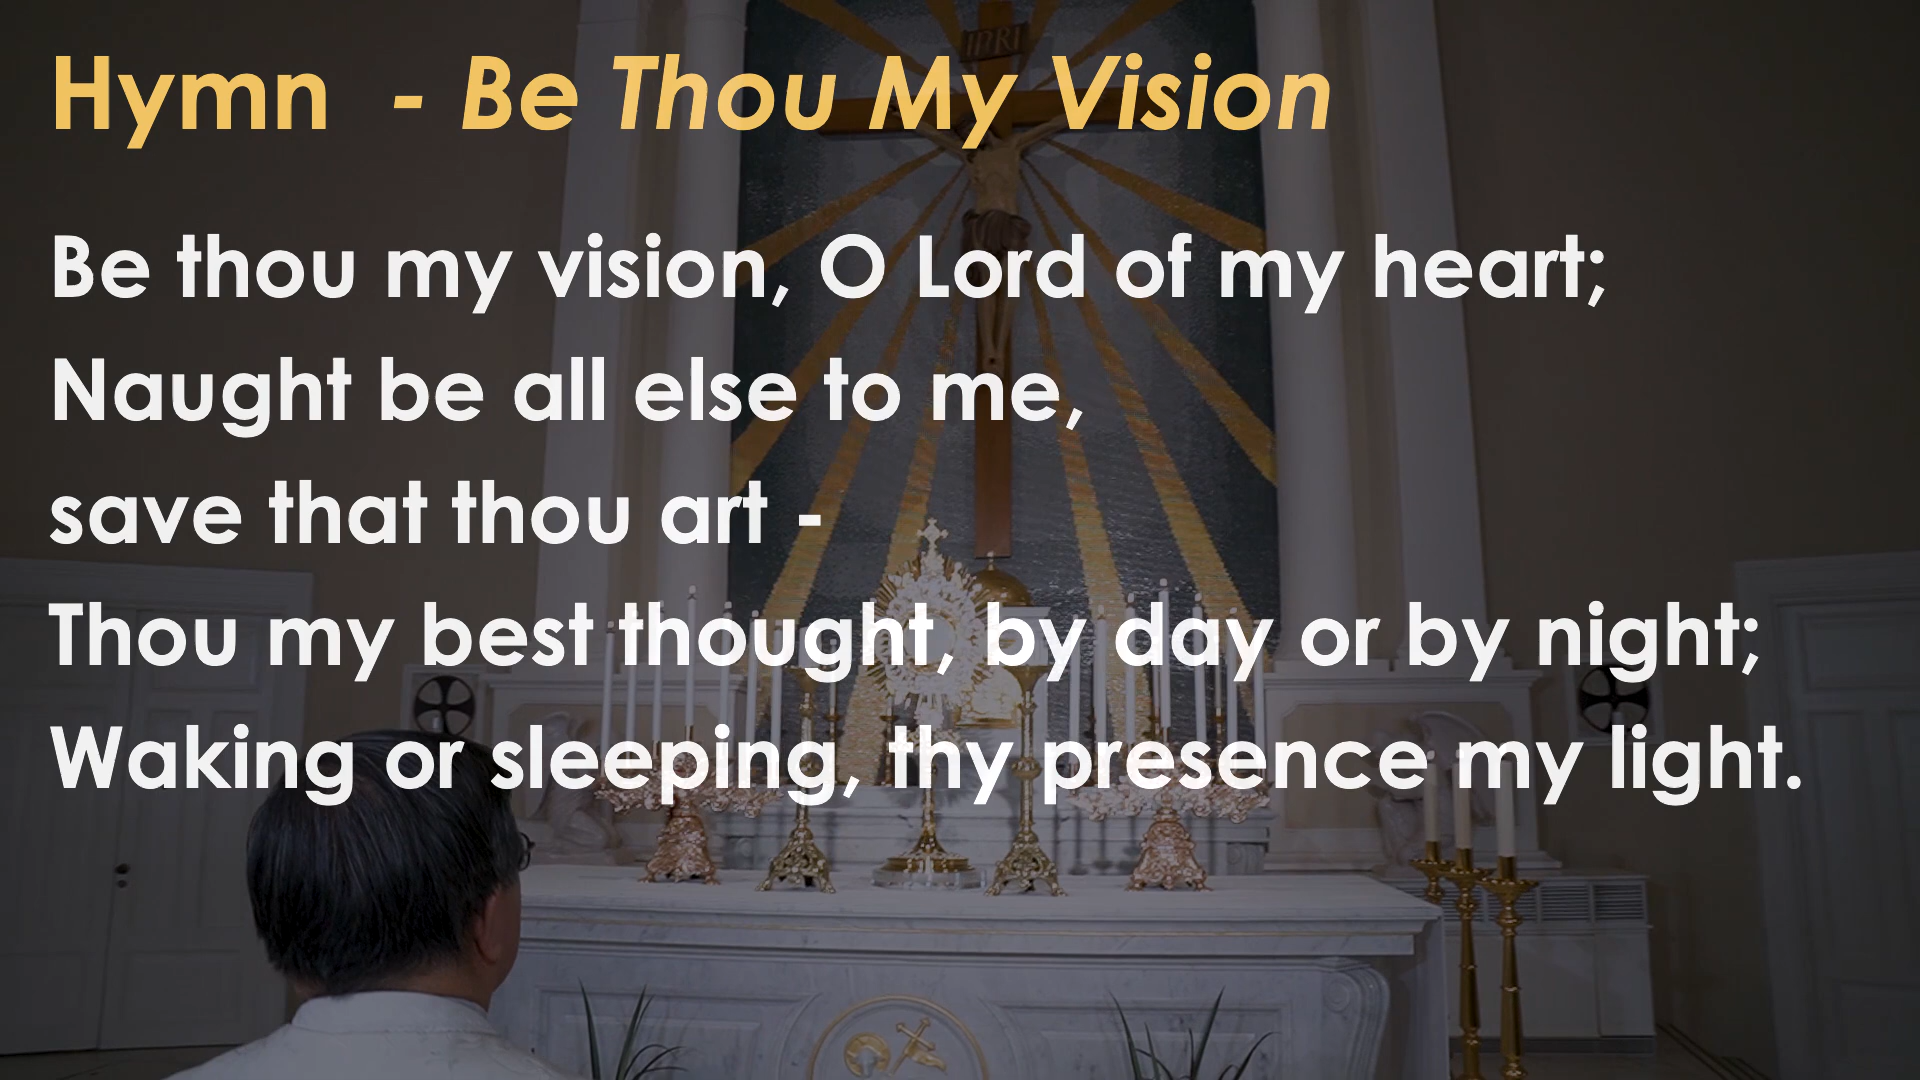 Hymn - Be Thou My Vision
INRI
Be thou my vision, O Lord of my heart;
Naught be all else to me,
save that thou art -
Thou my best thought, by day or by night;
Waking or sleeping, thy presence my light.